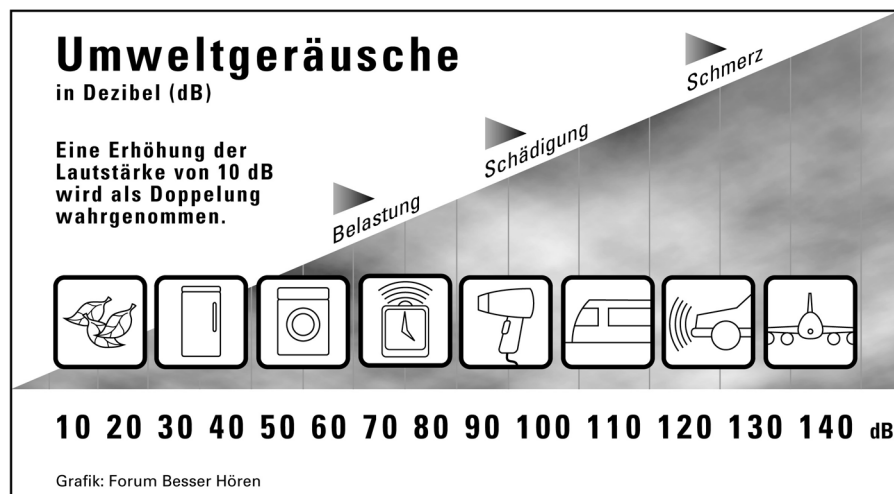 Umweltgeräusche
in Dezibel (dB)
Eine Erhöhung der
Lautstärke von 10 dB
wird als Doppelung
wahrgenommen.
Belastung
Schädigung
Schmerz
10 20 30 40 50 60 70 80 90 100 110 120 130 140 dB
Grafik: Forum Besser Hören